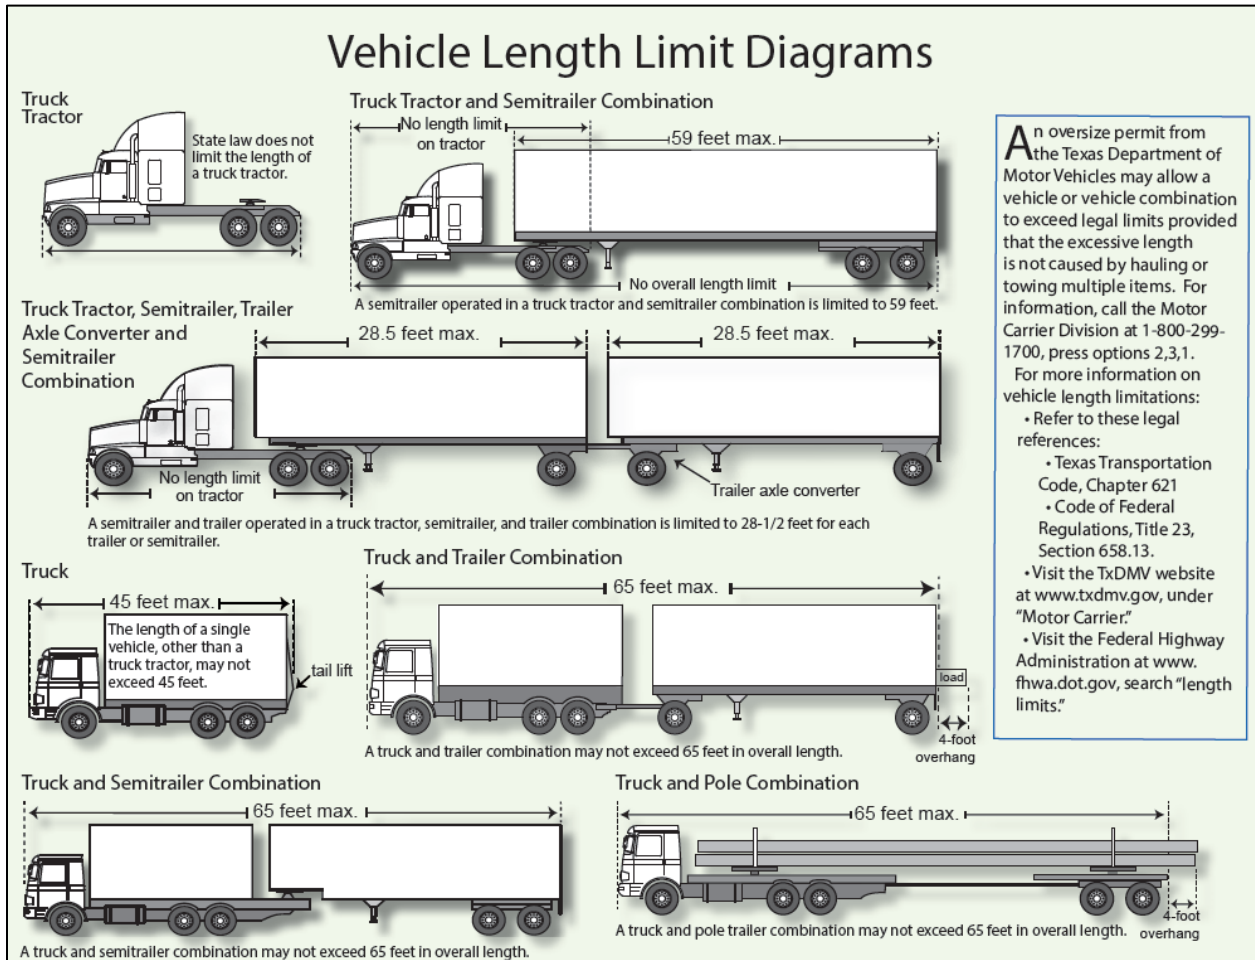 Vehicle Length Limit Diagrams
Truck
Tractor
State law does not
limit the length of
a truck tractor.
Truck Tractor and Semitrailer Combination
No length limit
on tractor
59 feet max.
No overall length limit
A semitrailer operated in a truck tractor and semitrailer combination is limited to 59 feet.
Truck Tractor, Semitrailer, Trailer
Axle Converter and
Semitrailer
Combination
28.5 feet max.
28.5 feet max.
No length limit
on tractor
Trailer axle converter
A semitrailer and trailer operated in a truck tractor, semitrailer, and trailer combination is limited to 28-1/2 feet for each
trailer or semitrailer.
Truck
45 feet max.
The length of a single
vehicle, other than a
truck tractor, may not
exceed 45 feet.
tail lift
Truck and Trailer Combination
65 feet max.
load
4-foot
overhang
A truck and trailer combination may not exceed 65 feet in overall length.
Truck and Semitrailer Combination
65 feet max.
A truck and semitrailer combination may not exceed 65 feet in overall length.
Truck and Pole Combination
65 feet max.
4-foot
overhang
A truck and pole trailer combination may not exceed 65 feet in overall length.
An oversize permit from
the Texas Department of
Motor Vehicles may allow a
vehicle or vehicle combination
to exceed legal limits provided
that the excessive length
is not caused by hauling or
towing multiple items. For
information, call the Motor
Carrier Division at 1-800-299-
1700, press options 2,3,1.
For more information on
vehicle length limitations:
• Refer to these legal
references:
• Texas Transportation
Code, Chapter 621
• Code of Federal
Regulations, Title 23,
Section 658.13.
• Visit the TxDMV website
at www.txdmv.gov, under
"Motor Carrier."
• Visit the Federal Highway
Administration at www.
fhwa.dot.gov, search "length
limits."